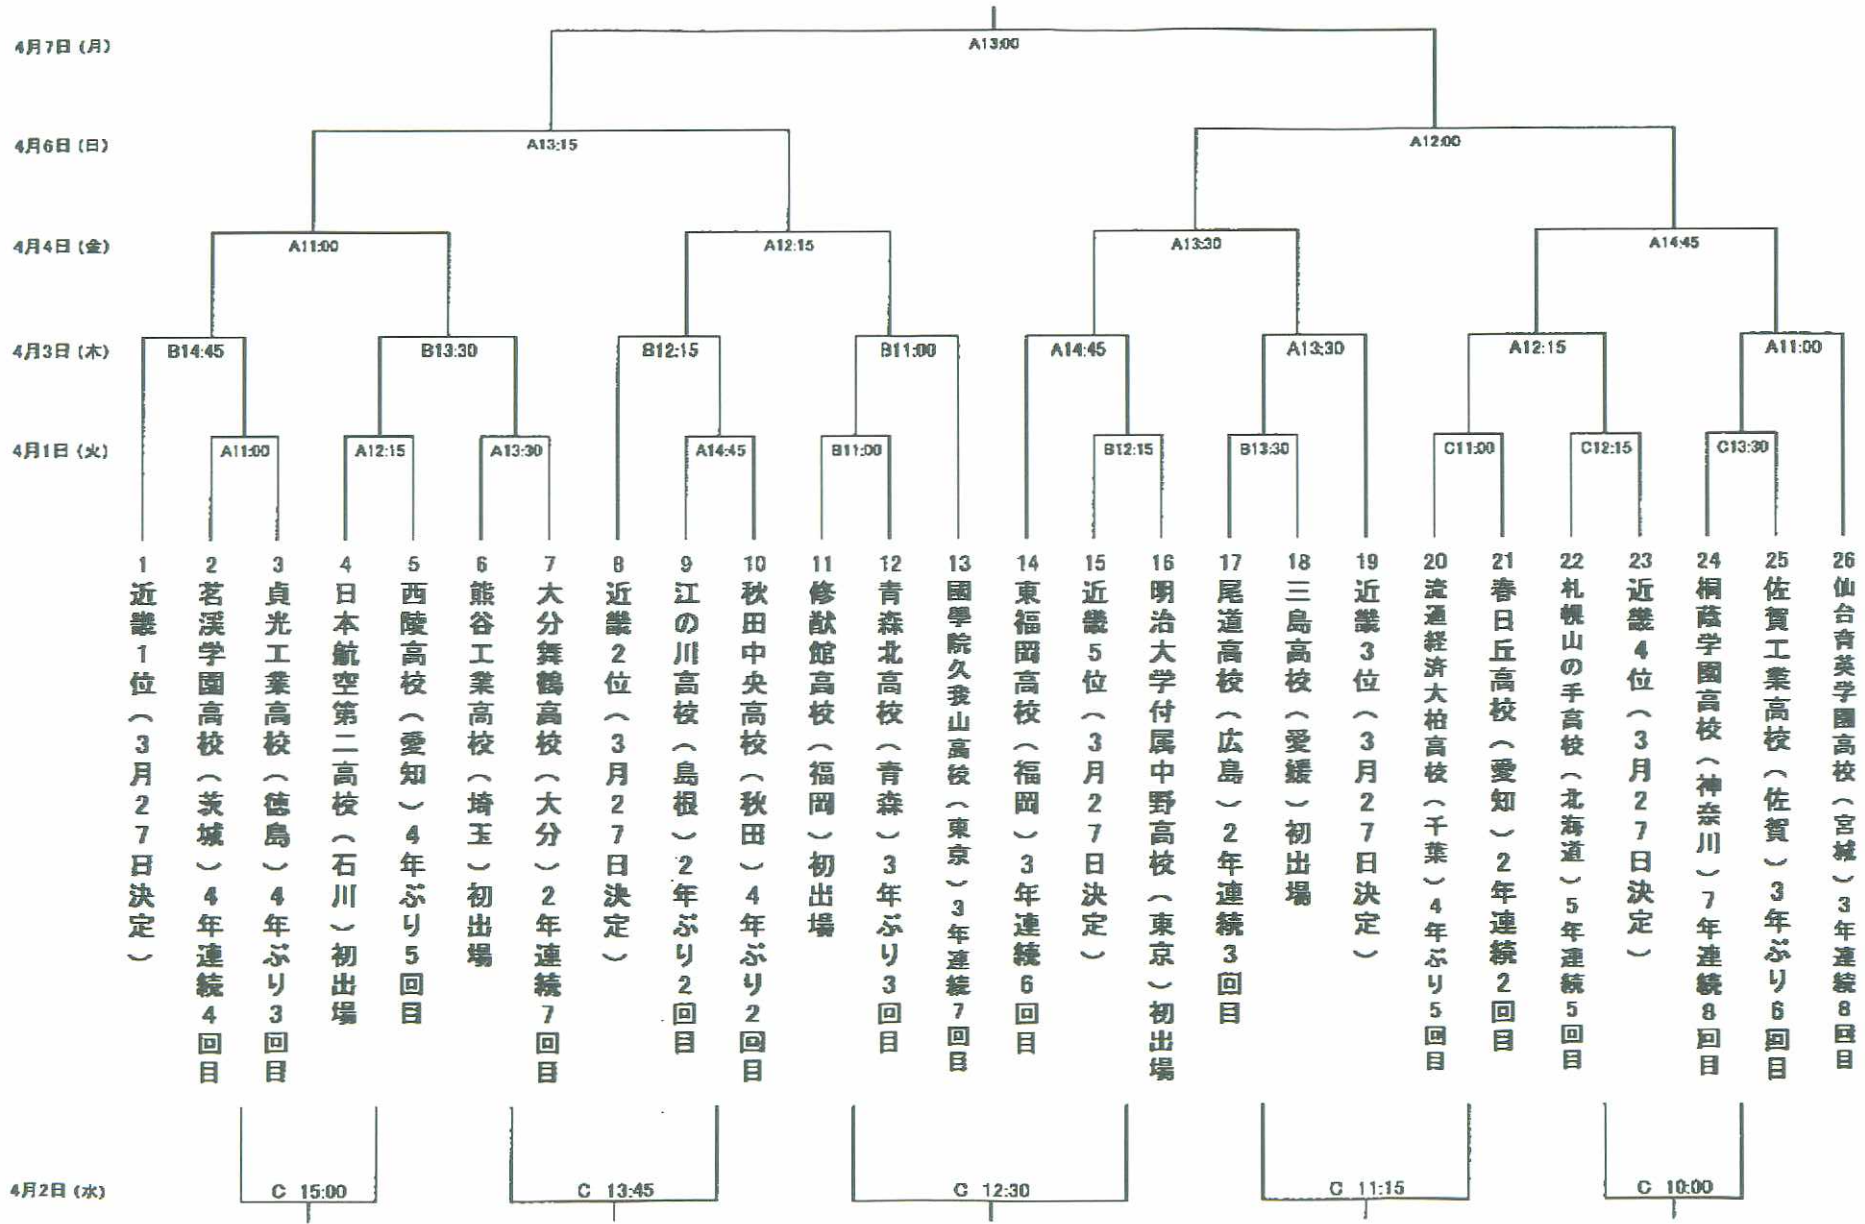 4月7日(月)
A13:00
4月6日(日)
A13:15
A12:00
4月4日(金)
A11:00
A12:15
A13:30
A14:45
4月3日(木)
B14:45
B13:30
B12:15
B11:00
A14:45
A13:30
A12:15
A11:00
4月1日(火)
A11:00
A12:15
A13:30
A14:45
B11:00
B12:15
B13:30
C11:00
C12:15
C13:30
1 近畿1位(3月27日決定)
2 茗溪学園高校(茨城)4年連続4回目
3 貞光工業高校(徳島)4年ぶり3回目
4 日本航空第二高校(石川)初出場
5 西陵高校(愛知)4年ぶり5回目
6 熊谷工業高校(埼玉)初出場
7 大分舞鶴高校(大分)2年連続7回目
8 近畿2位(3月27日決定)
9 江の川高校(島根)2年ぶり2回目
10 秋田中央高校(秋田)4年ぶり2回目
11 修猷館高校(福岡)初出場
12 青森北高校(青森)3年ぶり3回目
13 國學院久我山高校(東京)3年連続7回目
14 東福岡高校(福岡)3年連続6回目
15 近畿5位(3月27日決定)
16 明治大学付属中野高校(東京)初出場
17 尾道高校(広島)2年連続3回目
18 三島高校(愛媛)初出場
19 近畿3位(3月27日決定)
20 流通経済大柏高校(千葉)4年ぶり5回目
21 春日丘高校(愛知)2年連続2回目
22 札幌山の手高校(北海道)5年連続5回目
23 近畿4位(3月27日決定)
24 桐蔭学園高校(神奈川)7年連続8回目
25 佐賀工業高校(佐賀)3年ぶり6回目
26 仙台育英学園高校(宮城)3年連続8回目
4月2日(水)
C 15:00
C 13:45
C 12:30
C 11:15
C 10:00